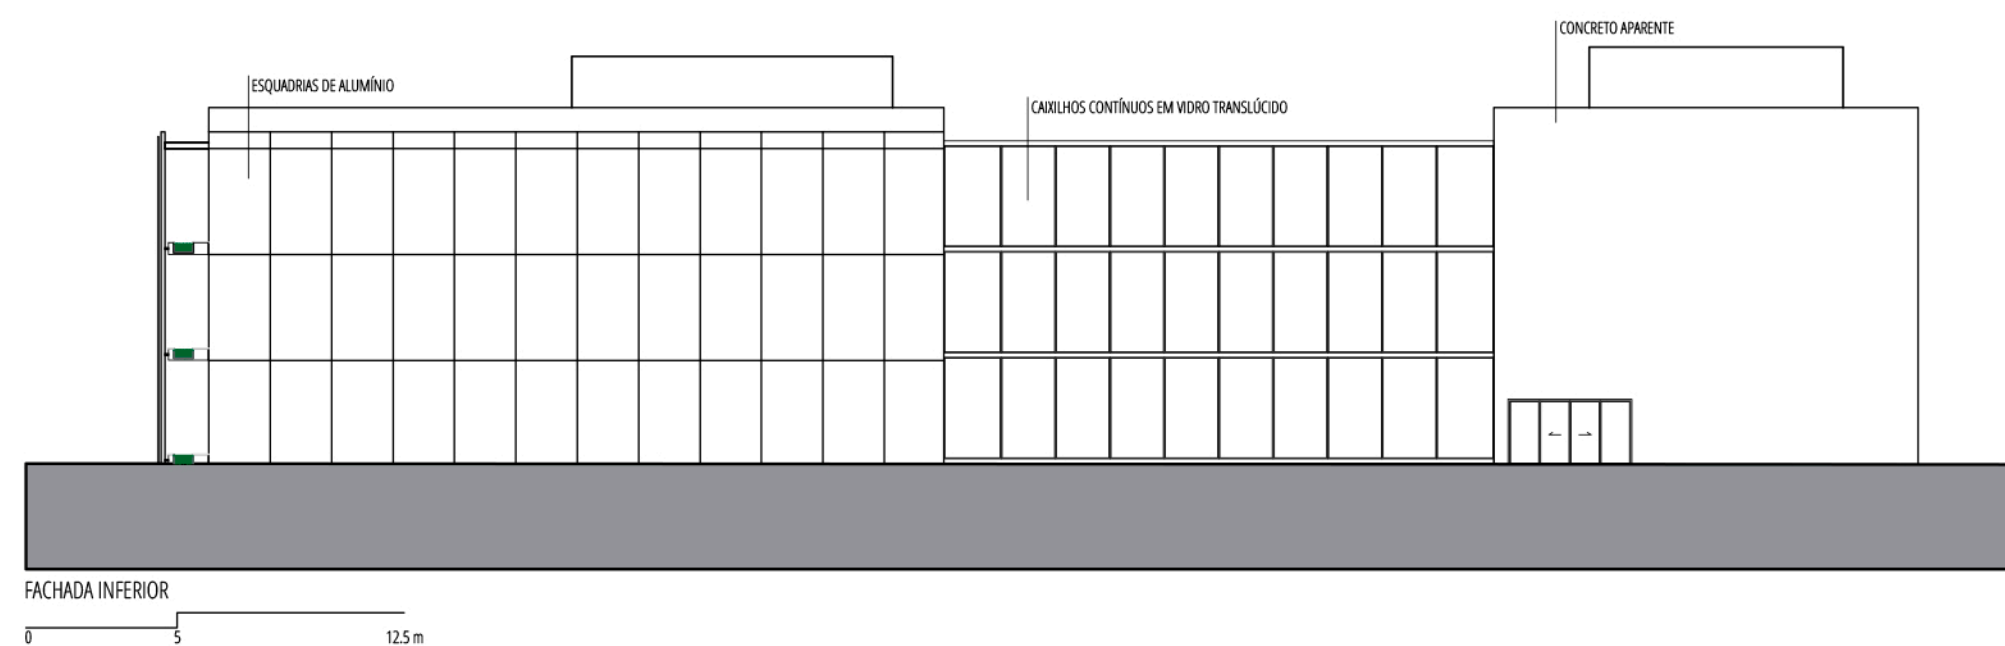 CONCRETO APARENTE
ESQUADRIAS DE ALUMÍNIO
CAIXILHOS CONTÍNUOS EM VIDRO TRANSLÚCIDO
FACHADA INFERIOR
0 5 12.5 m